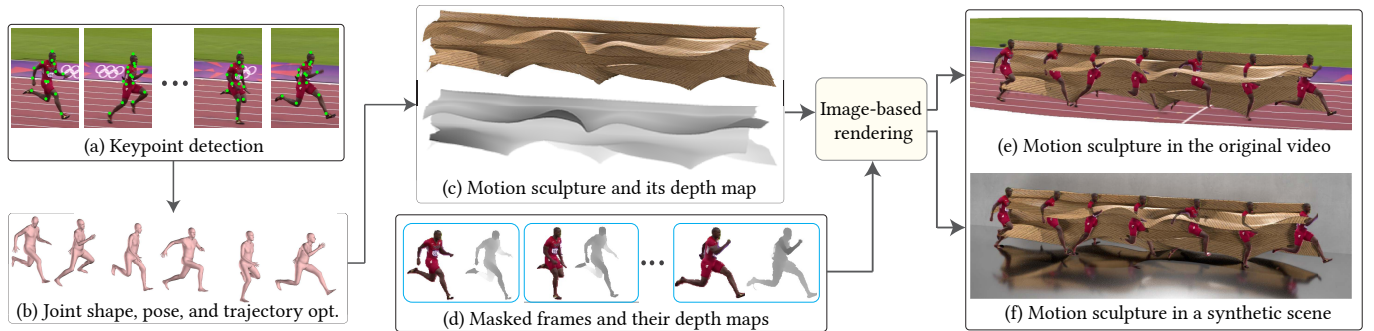 (a) Keypoint detection
(b) Joint shape, pose, and trajectory opt.
(c) Motion sculpture and its depth map
(d) Masked frames and their depth maps
Image-based
rendering
(e) Motion sculpture in the original video
(f) Motion sculpture in a synthetic scene